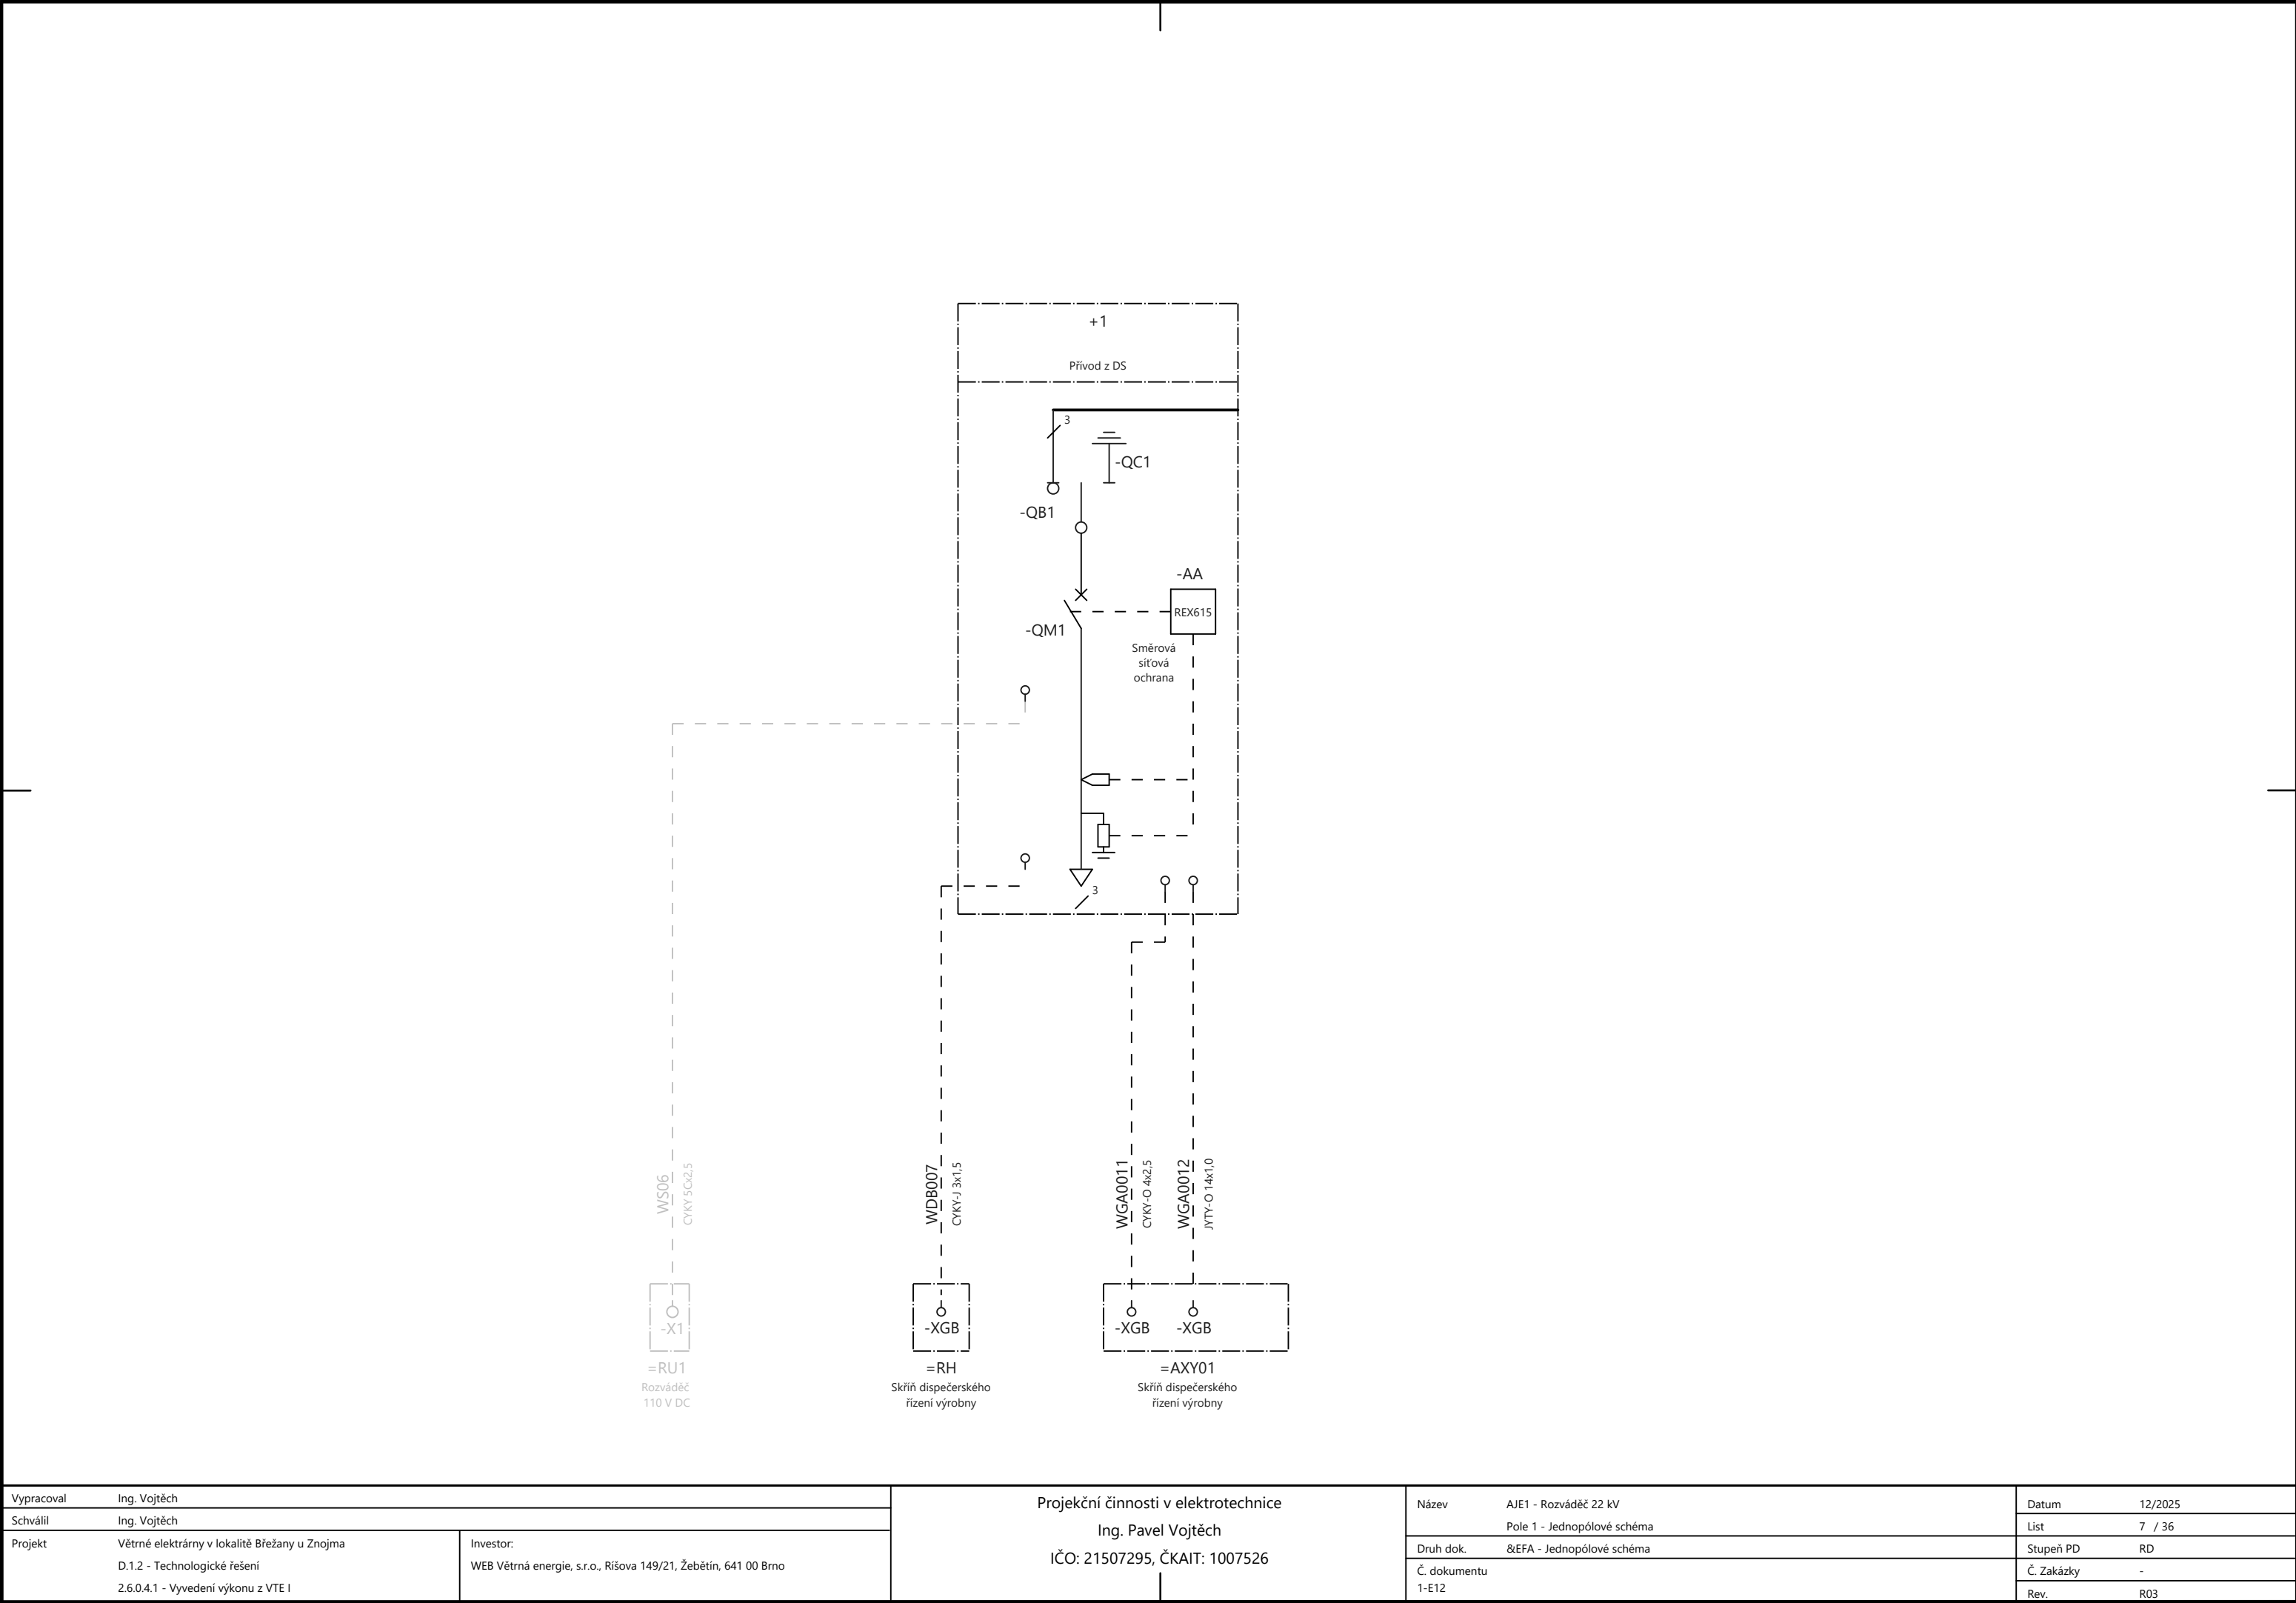 +1
Přívod z DS
3
-QC1
-QB1
-AA
REX615
-QM1
Směrová
síťová
ochrana
3
WS06
CYKY 5Cx2,5
WDB007
CYKY-J 3x1,5
WGA0011
CYKY-O 4x2,5
WGA0012
JYTY-O 14x1,0
-X1
-XGB
-XGB
-XGB
=RU1
Rozváděč
110 V DC
=RH
Skříň dispečerského
řízení výrobny
=AXY01
Skříň dispečerského
řízení výrobny
Vypracoval Ing. Vojtěch
Schválil Ing. Vojtěch
Projekt Větrné elektrárny v lokalitě Břežany u Znojma
D.1.2 - Technologické řešení
2.6.0.4.1 - Vyvedení výkonu z VTE I
Investor:
WEB Větrná energie, s.r.o., Ríšova 149/21, Žebětín, 641 00 Brno
Projekční činnosti v elektrotechnice
Ing. Pavel Vojtěch
IČO: 21507295, ČKAIT: 1007526
Název AJE1 - Rozváděč 22 kV
Pole 1 - Jednopólové schéma
Druh dok. &EFA - Jednopólové schéma
Č. dokumentu
1-E12
Datum 12/2025
List 7 / 36
Stupeň PD RD
Č. Zakázky -
Rev. R03